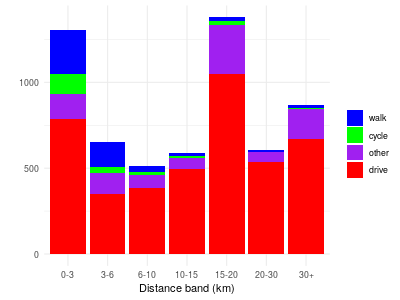 1000
500
0
0-3 3-6 6-10 10-15 15-20 20-30 30+
Distance band (km)
walk
cycle
other
drive